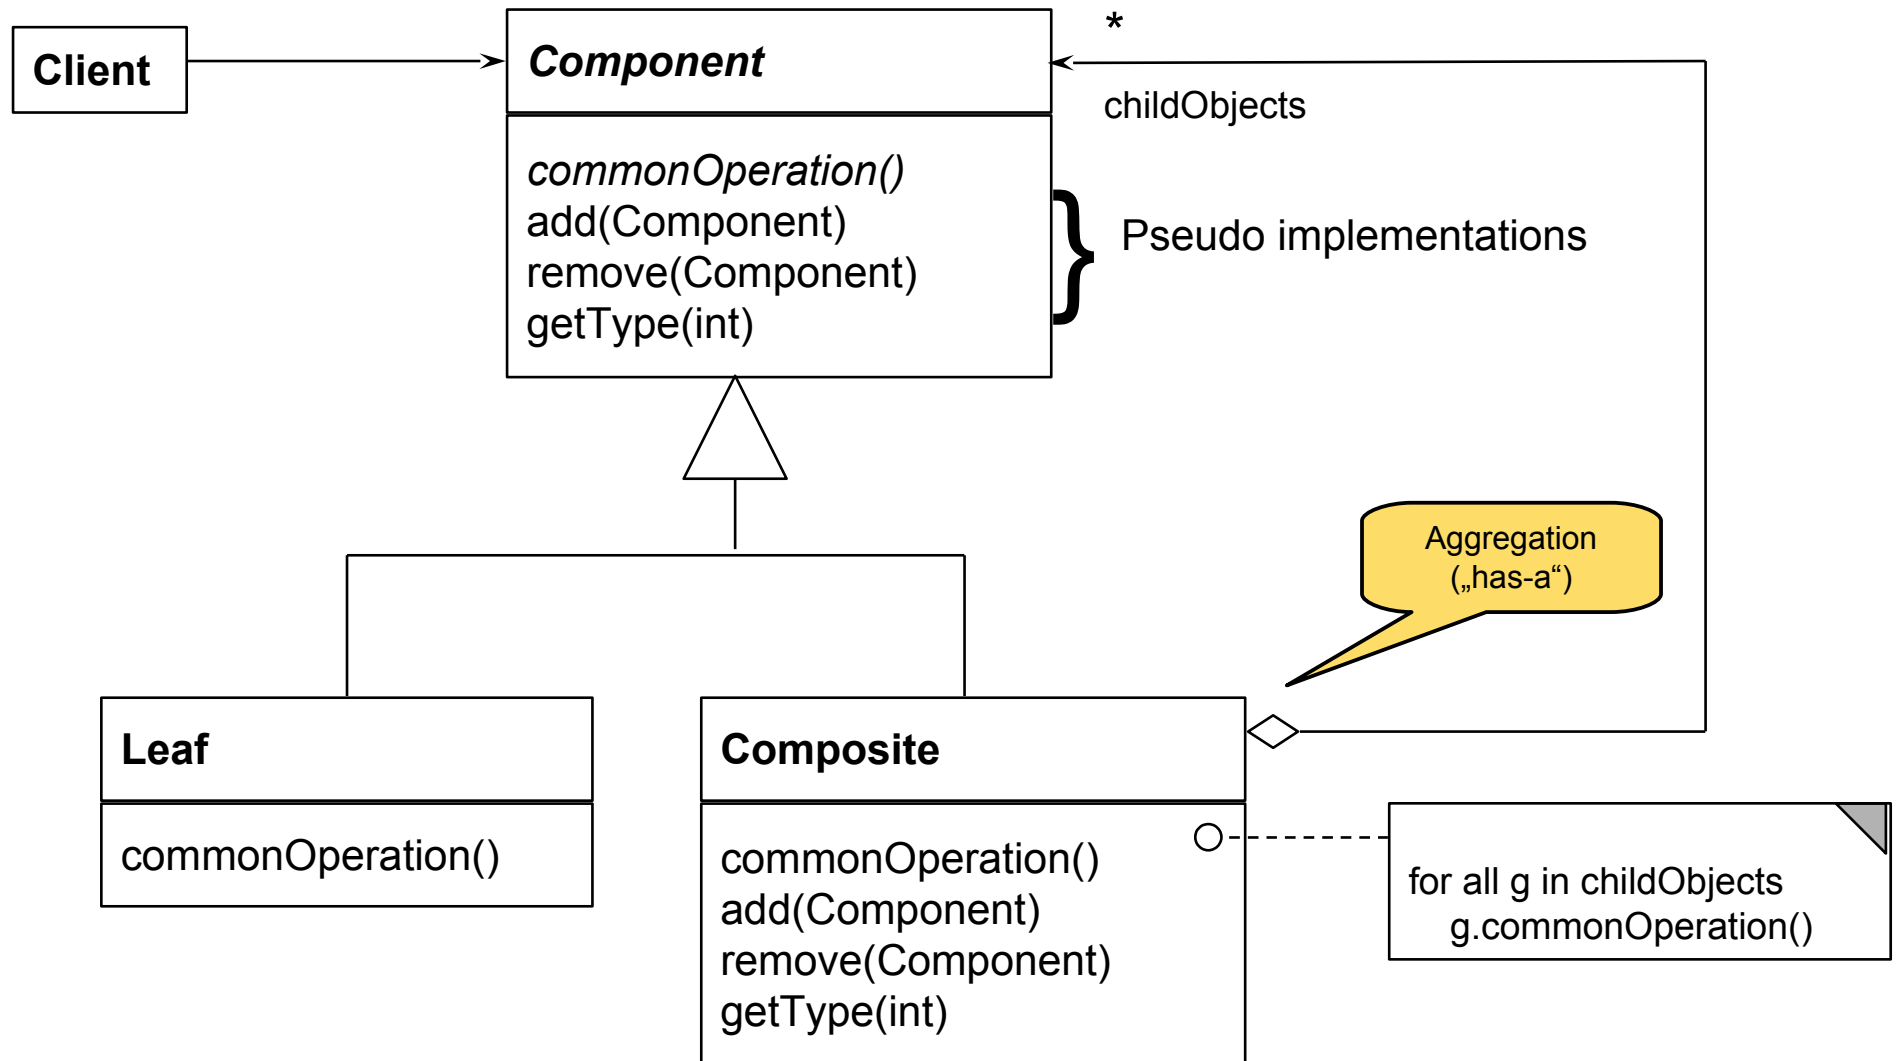 Client
Component
*
childObjects
commonOperation()
add(Component)
remove(Component)
getType(int)
}
Pseudo implementations
Aggregation
(„has-a“)
Leaf
commonOperation()
Composite
commonOperation()
add(Component)
remove(Component)
getType(int)
for all g in childObjects
g.commonOperation()